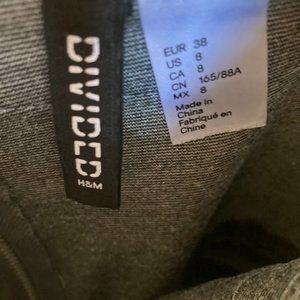 DIVIDED
H&M
EUR 38
US 8
CA 8
CN 165/88A
MX 8
Made in
China
Fabriqué en
Chine